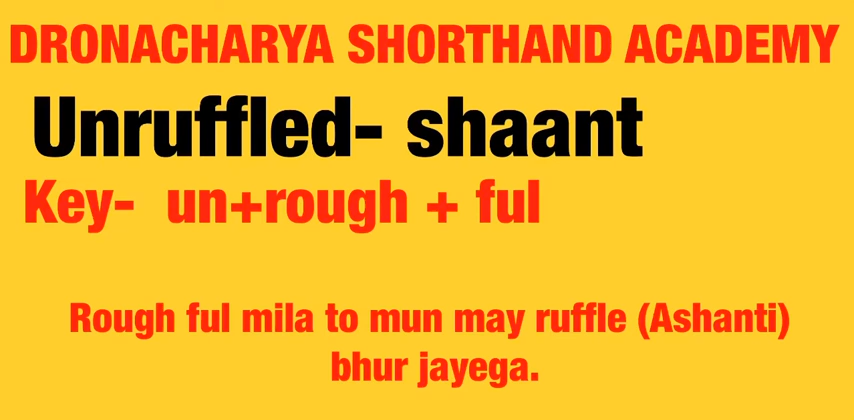 DRONACHARYA SHORTHAND ACADEMY
Unruffled- shaant
Key- un+rough + ful
Rough ful mila to mun may ruffle (Ashanti)
bhur jayega.